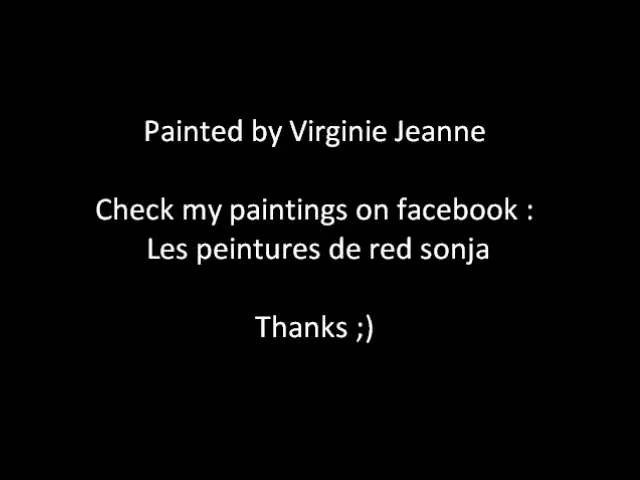 Painted by Virginie Jeanne
Check my paintings on facebook :
Les peintures de red sonja
Thanks ;)